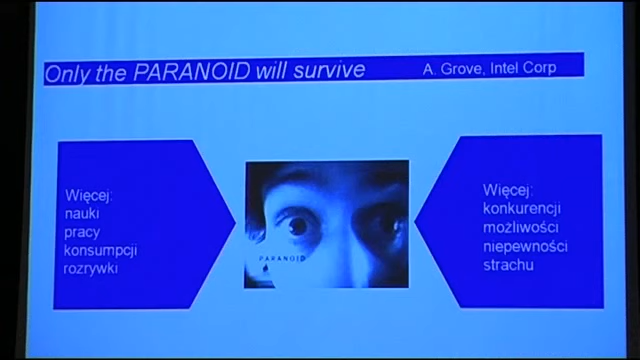 Only the PARANOID will survive
A. Grove, Intel Corp
Więcej:
nauki
pracy
konsumpcji
rozrywki
PARANOID
Więcej:
konkurencji
możliwości
niepewności
strachu